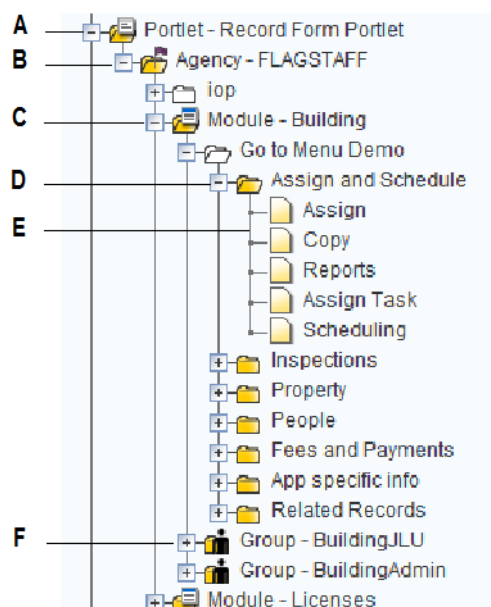 A Portlet - Record Form Portlet
B Agency - FLAGSTAFF
iop
C Module - Building
Go to Menu Demo
D Assign and Schedule
Assign
E Copy
Reports
Assign Task
Scheduling
Inspections
Property
People
Fees and Payments
App specific info
Related Records
F Group - BuildingJLU
Group - BuildingAdmin
Module - Licenses